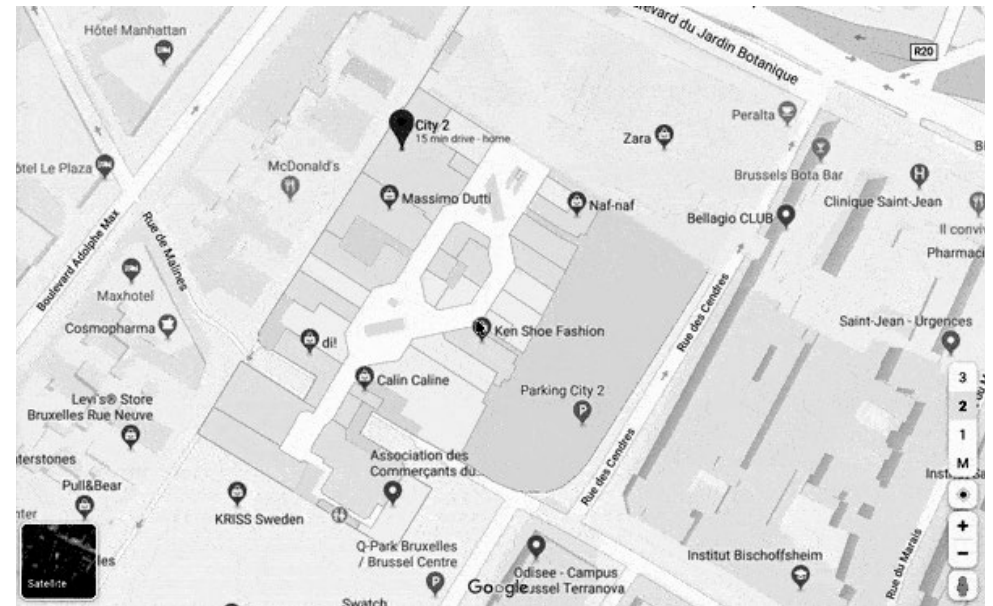 Hôtel Manhattan
Boulevard du Jardin Botanique
R20
City 2
15 min drive - home
Zara
Peralta
ôtel Le Plaza
McDonald's
Brussels Bota Bar
Massimo Dutti
Naf-naf
Clinique Saint-Jean
Bellagio CLUB
Il conviv
Pharmaci
Boulevard Adolphe Max
Rue de Malines
Maxhotel
Cosmopharma
Rue des Cendres
Saint-Jean - Urgences
Ken Shoe Fashion
di!
Calin Caline
Parking City 2
3
2
1
M
Levi's® Store
Bruxelles Rue Neuve
terstones
Association des
Commerçants du...
Rue des Cendres
Pull&Bear
KRISS Sweden
Q-Park Bruxelles
/ Brussel Centre
Institut Bischoffsheim
Rue du Marais
Odisee - Campus
Brussel Terranova
Satellite
Google
Swatch
+
−